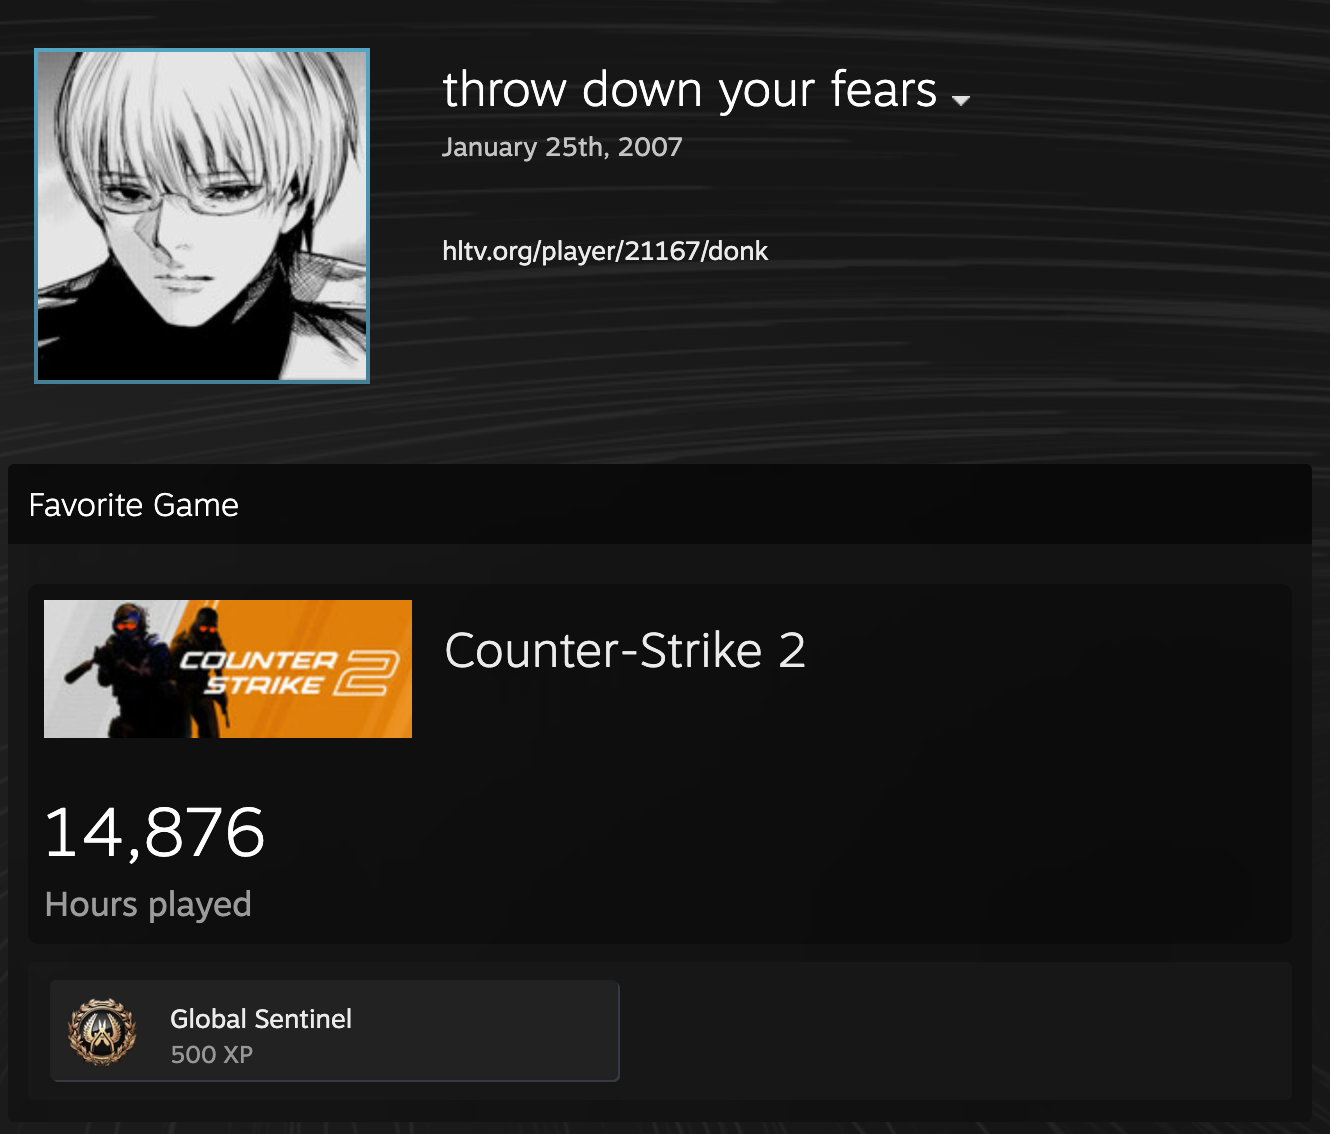 throw down your fears
January 25th, 2007
hltv.org/player/21167/donk
Favorite Game
COUNTER
STRIKE 2
Counter-Strike 2
14,876
Hours played
Global Sentinel
500 XP